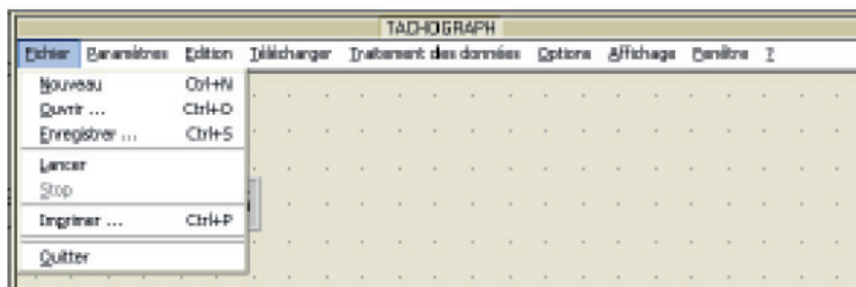 TACHOGRAPH
Fichier Paramètres Edition Télécharger Traitement des données Options Affichage Fenêtre ?
Nouveau Ctrl+N
Ouvrir ... Ctrl+O
Enregistrer ... Ctrl+S
Lancer
Stop
Imprimer ... Ctrl+P
Quitter